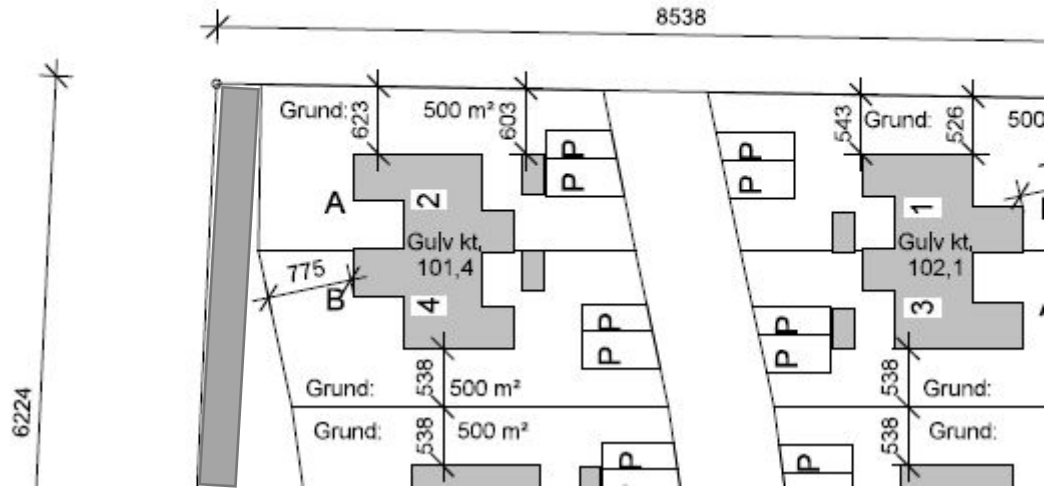 8538
Grund:
623
500 m²
603
P
P
P
P
543
Grund:
526
500
A
2
Gulv kt.
101,4
1
Gulv kt.
102,1
775
B
4
3
P
P
P
P
6224
Grund:
538
500 m²
538
Grund:
Grund:
538
500 m²
538
Grund:
P
P